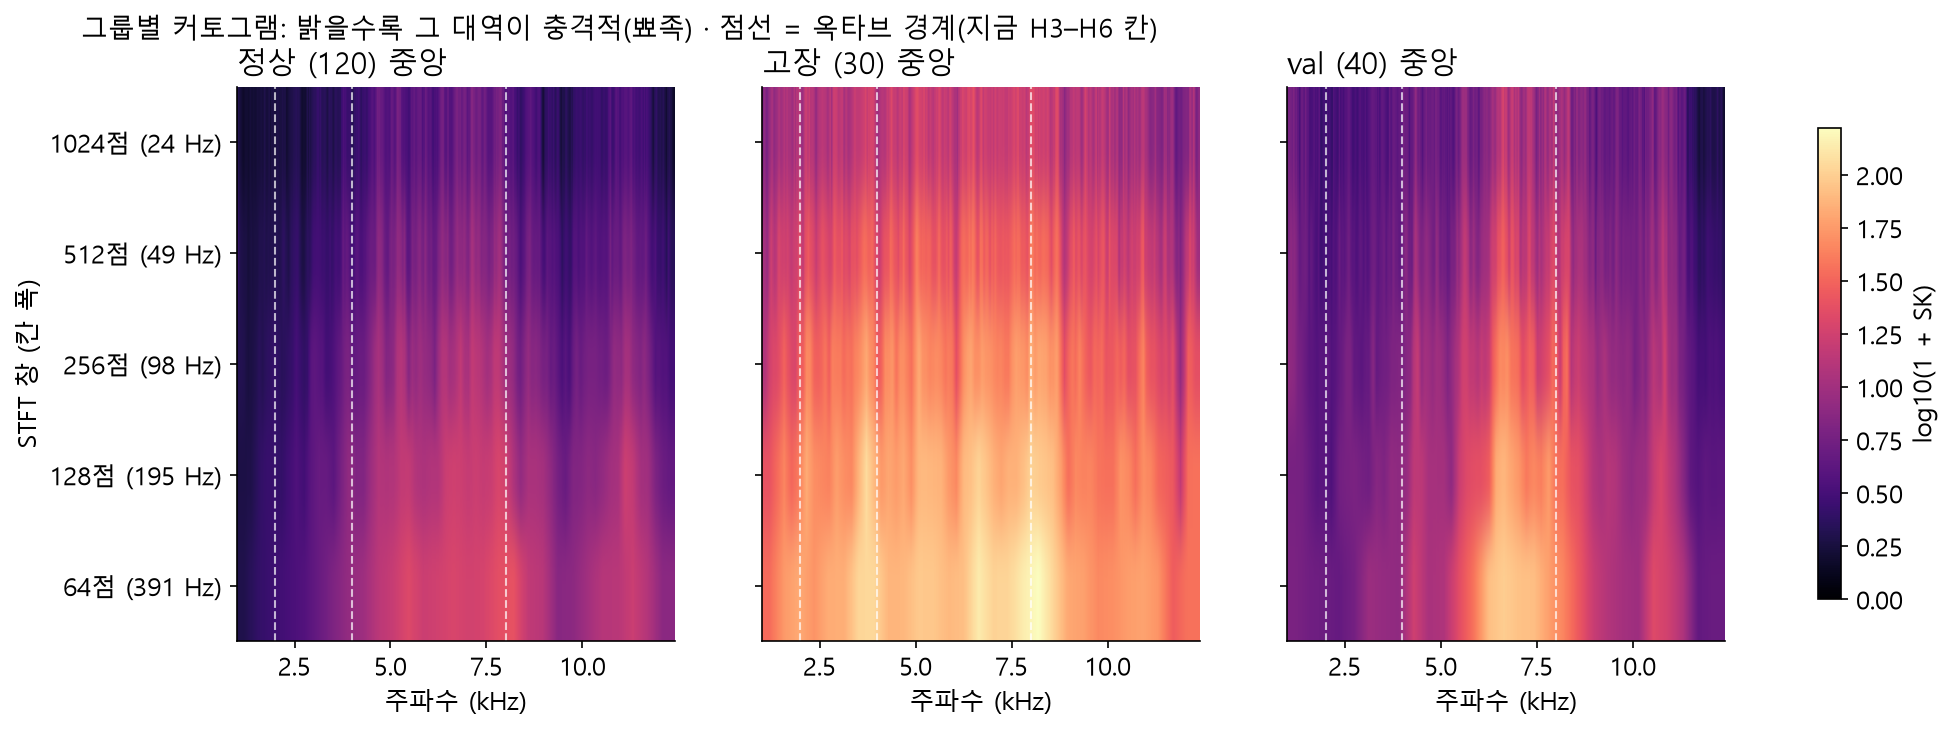 그룹별 커토그램: 밝을수록 그 대역이 충격적(뾰족) · 점선 = 옥타브 경계(지금 H3–H6 칸)
정상 (120) 중앙
고장 (30) 중앙
val (40) 중앙
STFT 창 (칸 폭)
1024점 (24 Hz)
512점 (49 Hz)
256점 (98 Hz)
128점 (195 Hz)
64점 (391 Hz)
2.5 5.0 7.5 10.0
주파수 (kHz)
2.5 5.0 7.5 10.0
주파수 (kHz)
2.5 5.0 7.5 10.0
주파수 (kHz)
2.00
1.75
1.50
1.25
1.00
0.75
0.50
0.25
0.00
log10(1 + SK)